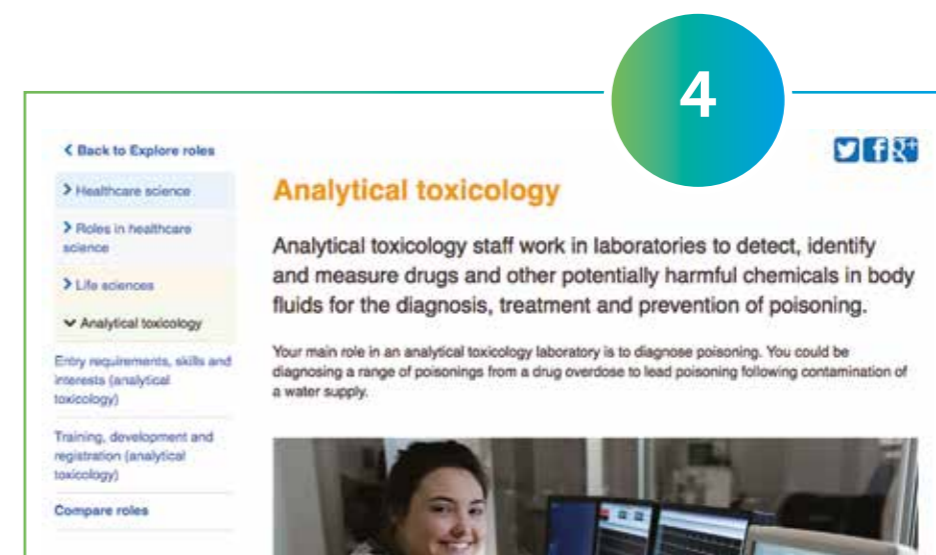 4
Back to Explore roles
Healthcare science
Roles in healthcare
science
Life sciences
Analytical toxicology
Entry requirements, skills and
interests (analytical
toxicology)
Training, development and
registration (analytical
toxicology)
Compare roles
Analytical toxicology
Analytical toxicology staff work in laboratories to detect, identify
and measure drugs and other potentially harmful chemicals in body
fluids for the diagnosis, treatment and prevention of poisoning.
Your main role in an analytical toxicology laboratory is to diagnose poisoning. You could be
diagnosing a range of poisonings from a drug overdose to lead poisoning following contamination of
a water supply.